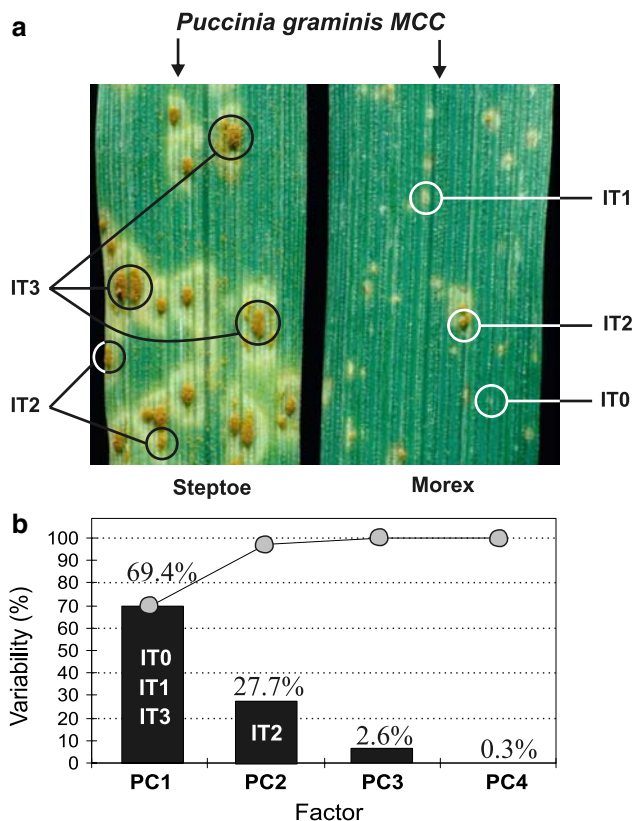 a
Puccinia graminis MCC
IT1
IT3
IT2
IT0
IT2
Steptoe Morex
b
100
90
80
70
60
50
40
30
20
10
0
Variability (%)
69.4%
IT0
IT1
IT3
27.7%
IT2
2.6%
0.3%
PC1 PC2 PC3 PC4
Factor